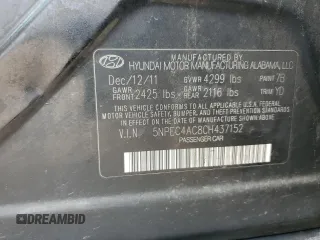 HYUNDAI MOTOR MANUFACTURING ALABAMA, LLC
Dec/12/11 GVWR 4299 lbs PAINT 7B
GAWR FRONT 2425 lbs GAWR REAR 2116 lbs TRIM YD
THIS VEHICLE CONFORMS TO ALL APPLICABLE FEDERAL
MOTOR VEHICLE SAFETY, BUMPER, AND THEFT PREVENTION
STANDARDS IN EFFECT ON THE DATE OF MANUFACTURE
SHOWN ABOVE.
V.I.N. 5NPEC4AC8CH437152
PASSENGER CAR
DREAMBID